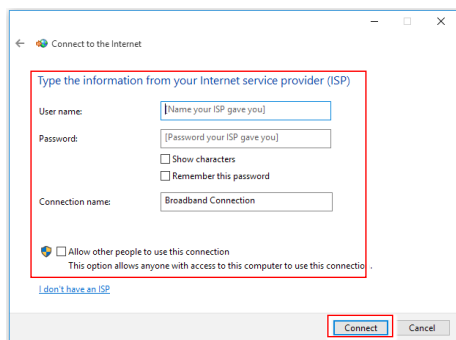 Connect to the Internet
Type the information from your Internet service provider (ISP)
User name:
[Name your ISP gave you]
Password:
[Password your ISP gave you]
Show characters
Remember this password
Connection name:
Broadband Connection
Allow other people to use this connection
This option allows anyone with access to this computer to use this connection.
I don't have an ISP
Connect
Cancel